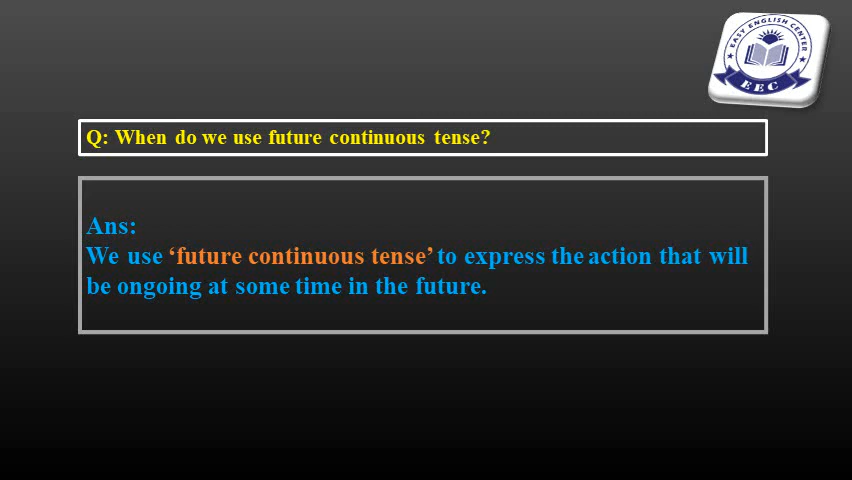 EASY ENGLISH CENTER
EEC
Q: When do we use future continuous tense?
Ans:
We use ‘future continuous tense’ to express the action that will
be ongoing at some time in the future.